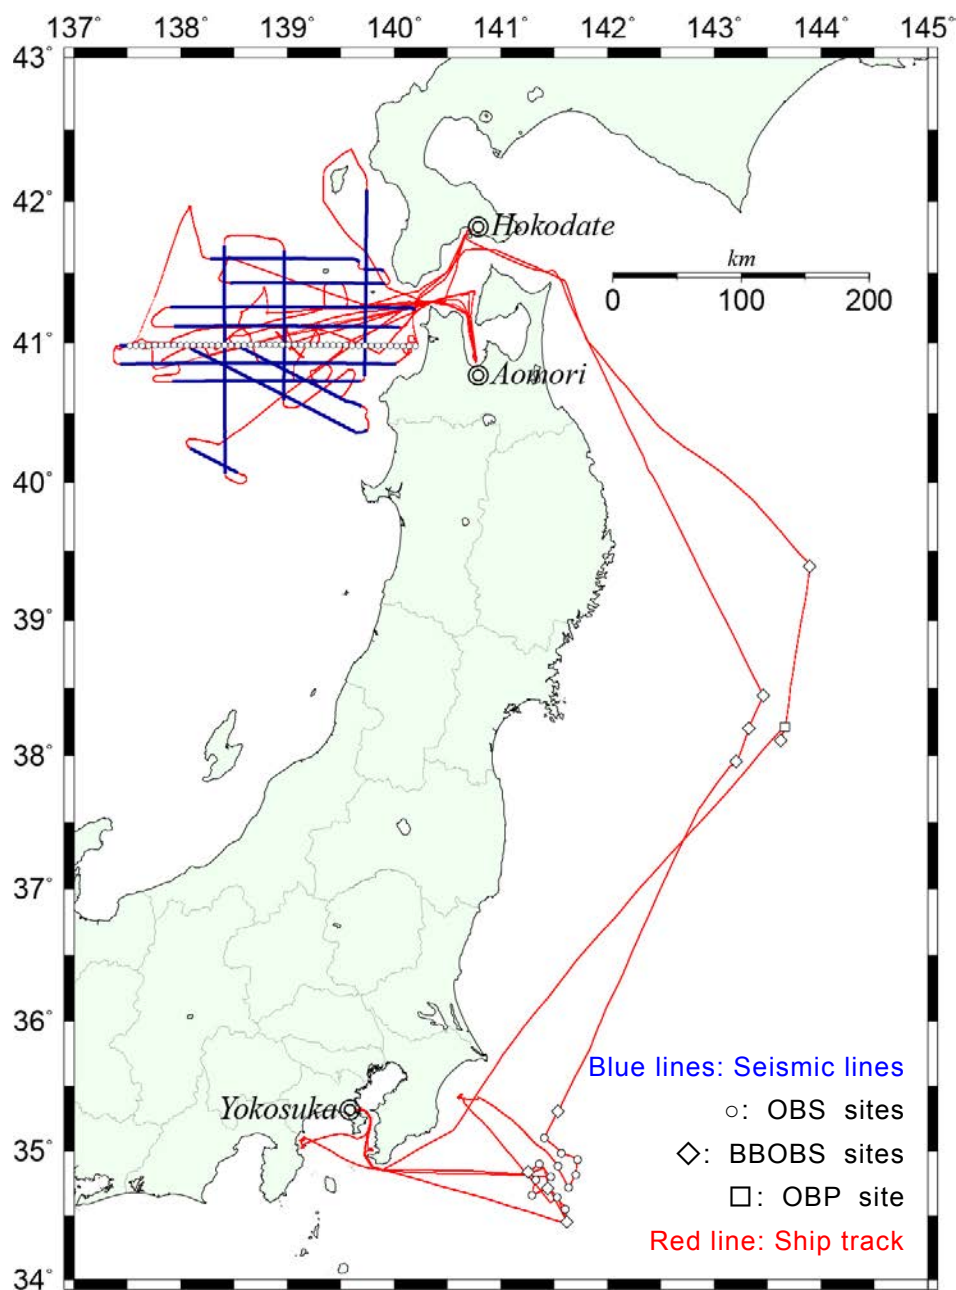 137° 138° 139° 140° 141° 142° 143° 144° 145°
43°
42°
Hokodate
km
0 100 200
41°
Aomori
40°
39°
38°
37°
36°
Blue lines: Seismic lines
Yokosuka
○: OBS sites
35°
◇: BBOBS sites
□: OBP site
Red line: Ship track
34°